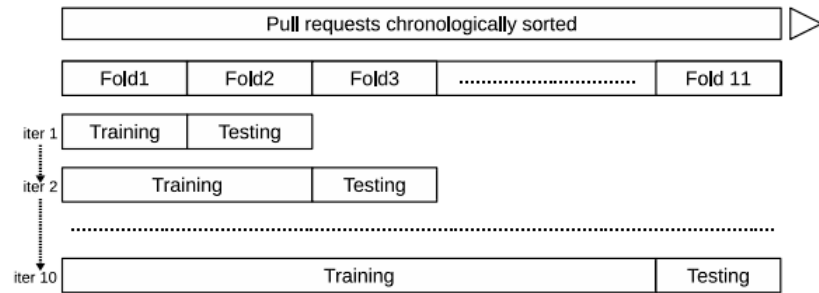 Pull requests chronologically sorted
Fold1 Fold2 Fold3 Fold 11
iter 1 Training Testing
iter 2 Training Testing
iter 10 Training Testing